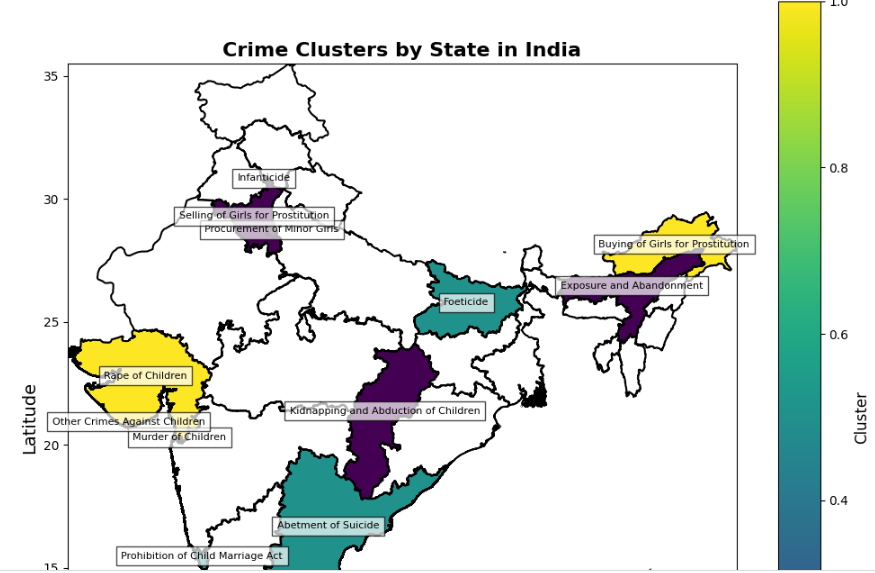 1.0
Crime Clusters by State in India
35
Infanticide
0.8
30
Selling of Girls for Prostitution
Procurement of Minor Girls
Buying of Girls for Prostitution
Exposure and Abandonment
Foeticide
25
0.6
Rape of Children
Kidnapping and Abduction of Children
Other Crimes Against Children
Murder of Children
20
Latitude
Cluster
0.4
Abetment of Suicide
Prohibition of Child Marriage Act
15